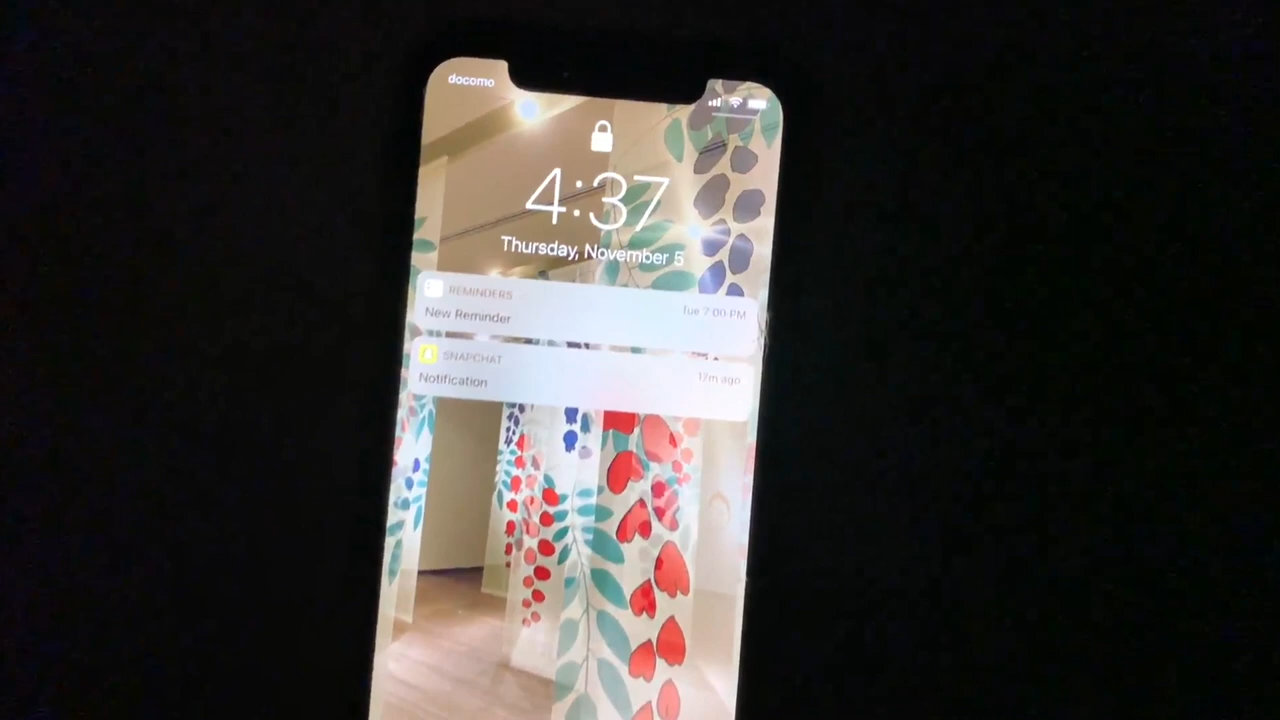 docomo
4:37
Thursday, November 5
REMINDERS
Tue 7:00 PM
New Reminder
SNAPCHAT
17m ago
Notification